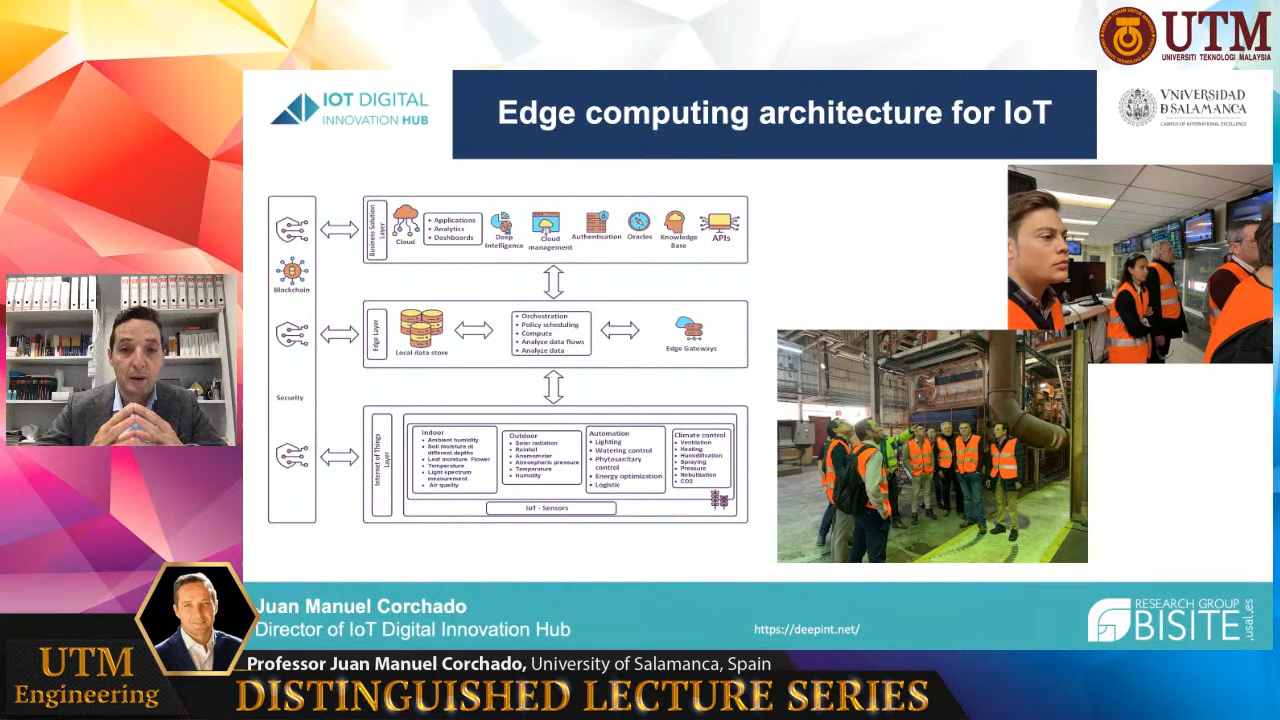 UTM
UNIVERSITI TEKNOLOGI MALAYSIA
IOT DIGITAL
INNOVATION HUB
Edge computing architecture for IoT
VNIVERSIDAD
D SALAMANCA
CAMPUS OF INTERNATIONAL EXCELLENCE
Blockchain
Security
Business Solution
Layer
Cloud
• Applications
• Analytics
• Dashboards
Deep
Intelligence
Cloud
management
Authentication
Oracles
Knowledge
Base
APIs
Edge Layer
Local data store
• Orchestration
• Policy scheduling
• Compute
• Analyze data flows
• Analyze data
Edge Gateways
Internet of Things
Layer
Indoor
• Ambient humidity
• Soil moisture at
different depths
• Leaf moisture. Flower
• Temperature
• Light spectrum
measurement
• Air quality
Outdoor
• Solar radiation
• Rainfall
• Anemometer
• Atmospheric pressure
• Temperature
• Humidity
Automation
• Lighting
• Watering control
• Phytosanitary
control
• Energy optimization
• Logistic
Climate control
• Ventilation
• Heating
• Humidification
• Spraying
• Pressure
• Nebulization
• CO2
IoT - Sensors
Juan Manuel Corchado
Director of IoT Digital Innovation Hub
https://deepint.net/
RESEARCH GROUP
BISITE
.usal.es
UTM
Engineering
Professor Juan Manuel Corchado, University of Salamanca, Spain
DISTINGUISHED LECTURE SERIES